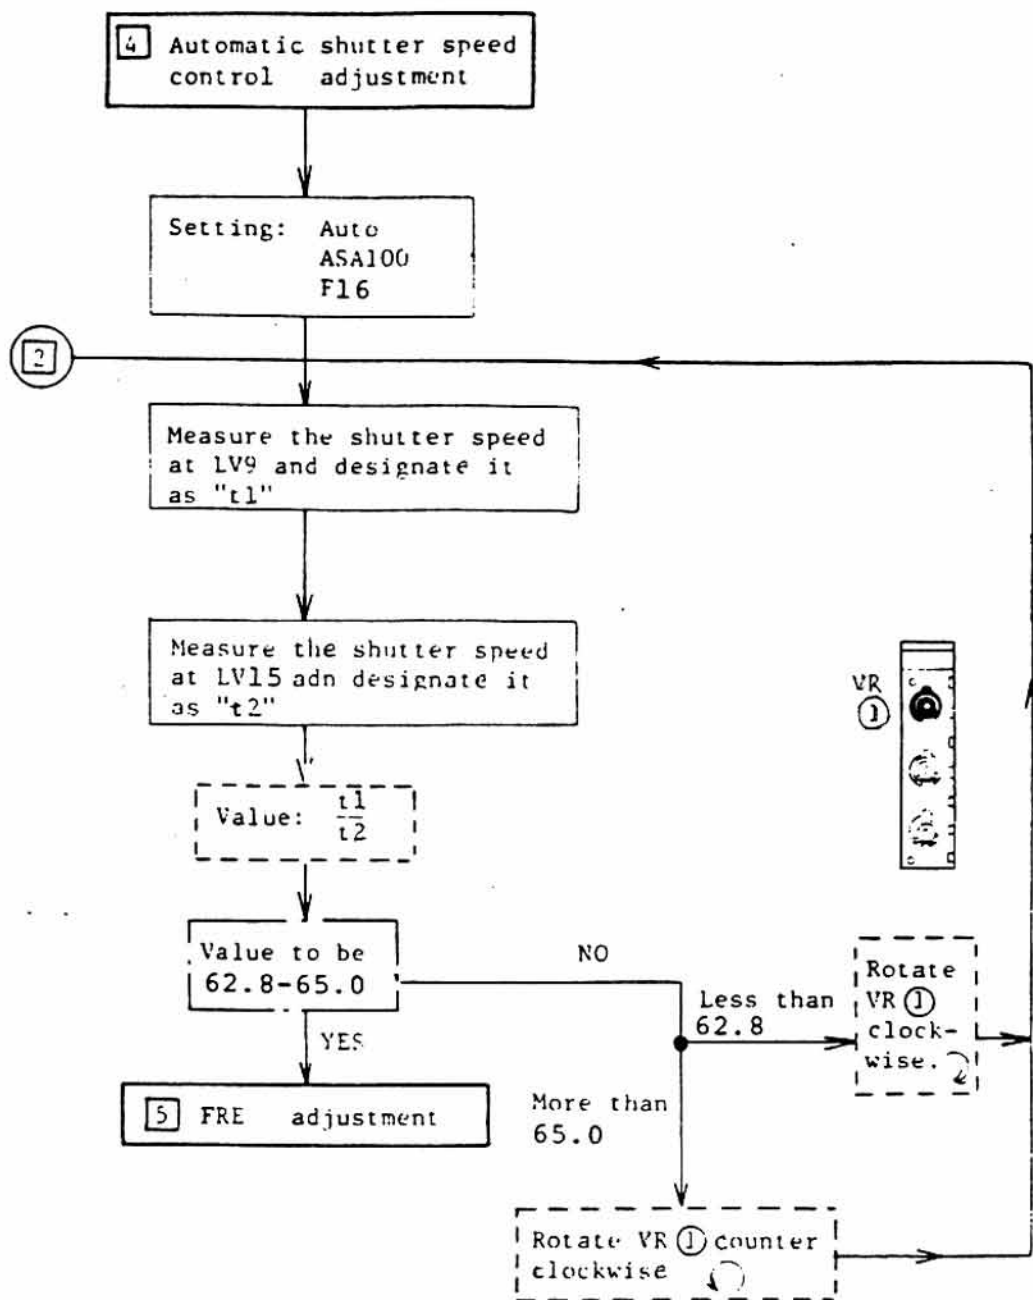 4 Automatic shutter speed
control adjustment
Setting: Auto
ASA100
F16
2
Measure the shutter speed
at LV9 and designate it
as "t1"
Measure the shutter speed
at LV15 adn designate it
as "t2"
VR
①
Value: t1
t2
Value to be
62.8-65.0
NO
YES
Less than
62.8
Rotate
VR ①
clock-
wise.
5 FRE adjustment
More than
65.0
Rotate VR ① counter
clockwise